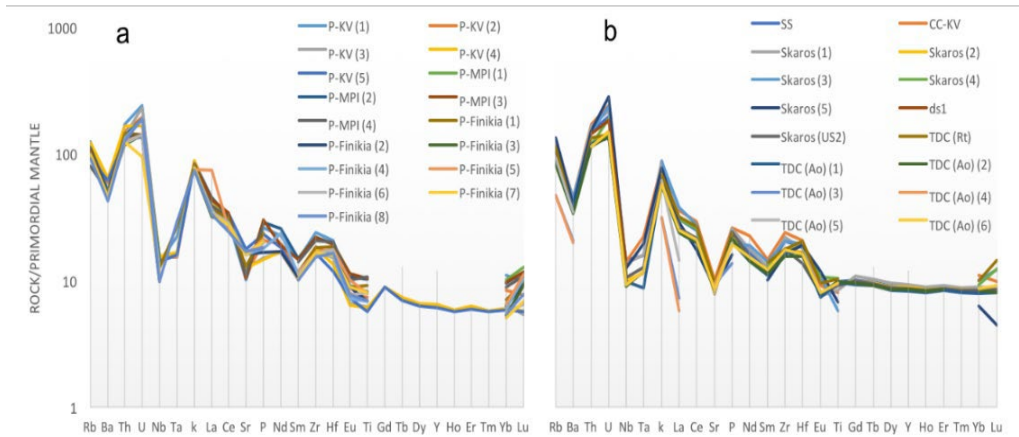 ROCK/PRIMORDIAL MANTLE
1000
100
10
1
a
P-KV (1) P-KV (2)
P-KV (3) P-KV (4)
P-KV (5) P-MPI (1)
P-MPI (2) P-MPI (3)
P-MPI (4) P-Finikia (1)
P-Finikia (2) P-Finikia (3)
P-Finikia (4) P-Finikia (5)
P-Finikia (6) P-Finikia (7)
P-Finikia (8)
Rb Ba Th U Nb Ta k La Ce Sr P Nd Sm Zr Hf Eu Ti Gd Tb Dy Y Ho Er Tm Yb Lu
b
SS CC-KV
Skaros (1) Skaros (2)
Skaros (3) Skaros (4)
Skaros (5) ds1
Skaros (US2) TDC (Rt)
TDC (Ao) (1) TDC (Ao) (2)
TDC (Ao) (3) TDC (Ao) (4)
TDC (Ao) (5) TDC (Ao) (6)
Rb Ba Th U Nb Ta k La Ce Sr P Nd Sm Zr Hf Eu Ti Gd Tb Dy Y Ho Er Tm Yb Lu